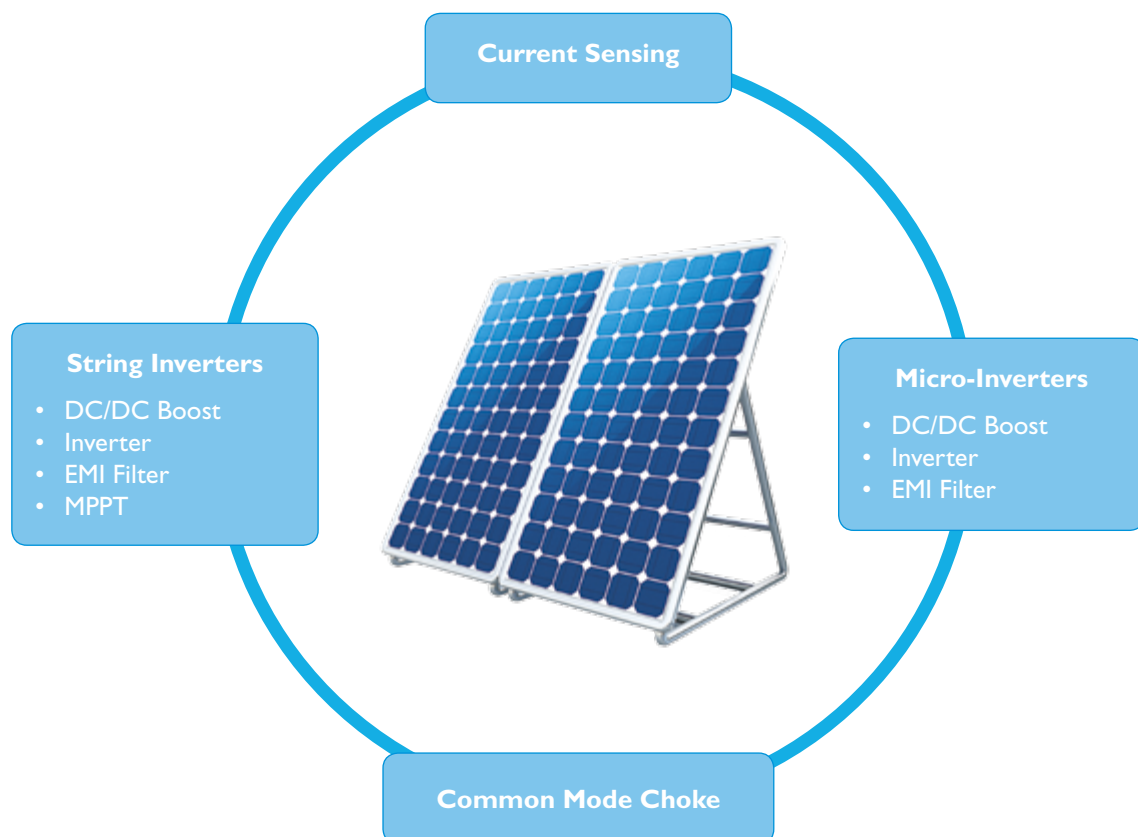 Current Sensing
String Inverters
• DC/DC Boost
• Inverter
• EMI Filter
• MPPT
Micro-Inverters
• DC/DC Boost
• Inverter
• EMI Filter
Common Mode Choke